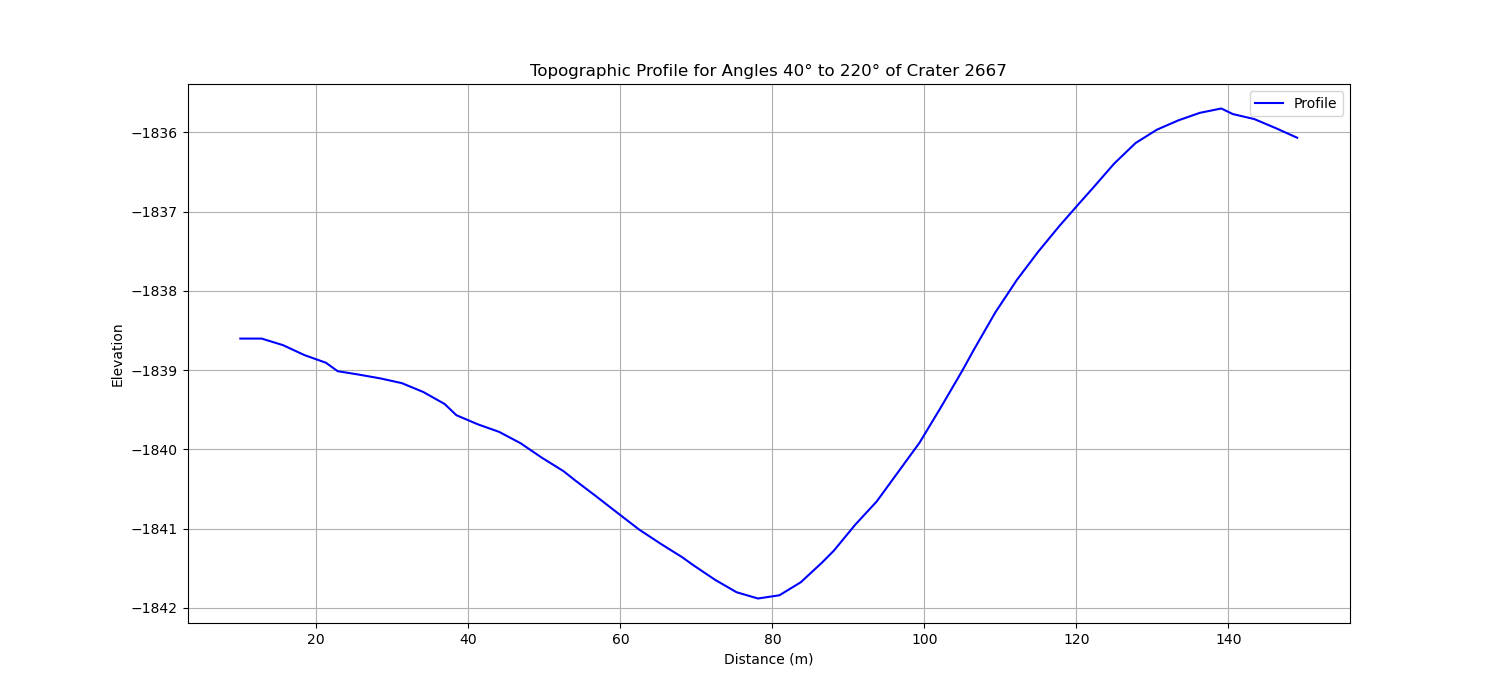 Topographic Profile for Angles 40° to 220° of Crater 2667
Profile
−1836
−1837
−1838
−1839
−1840
−1841
−1842
Elevation
20 40 60 80 100 120 140
Distance (m)